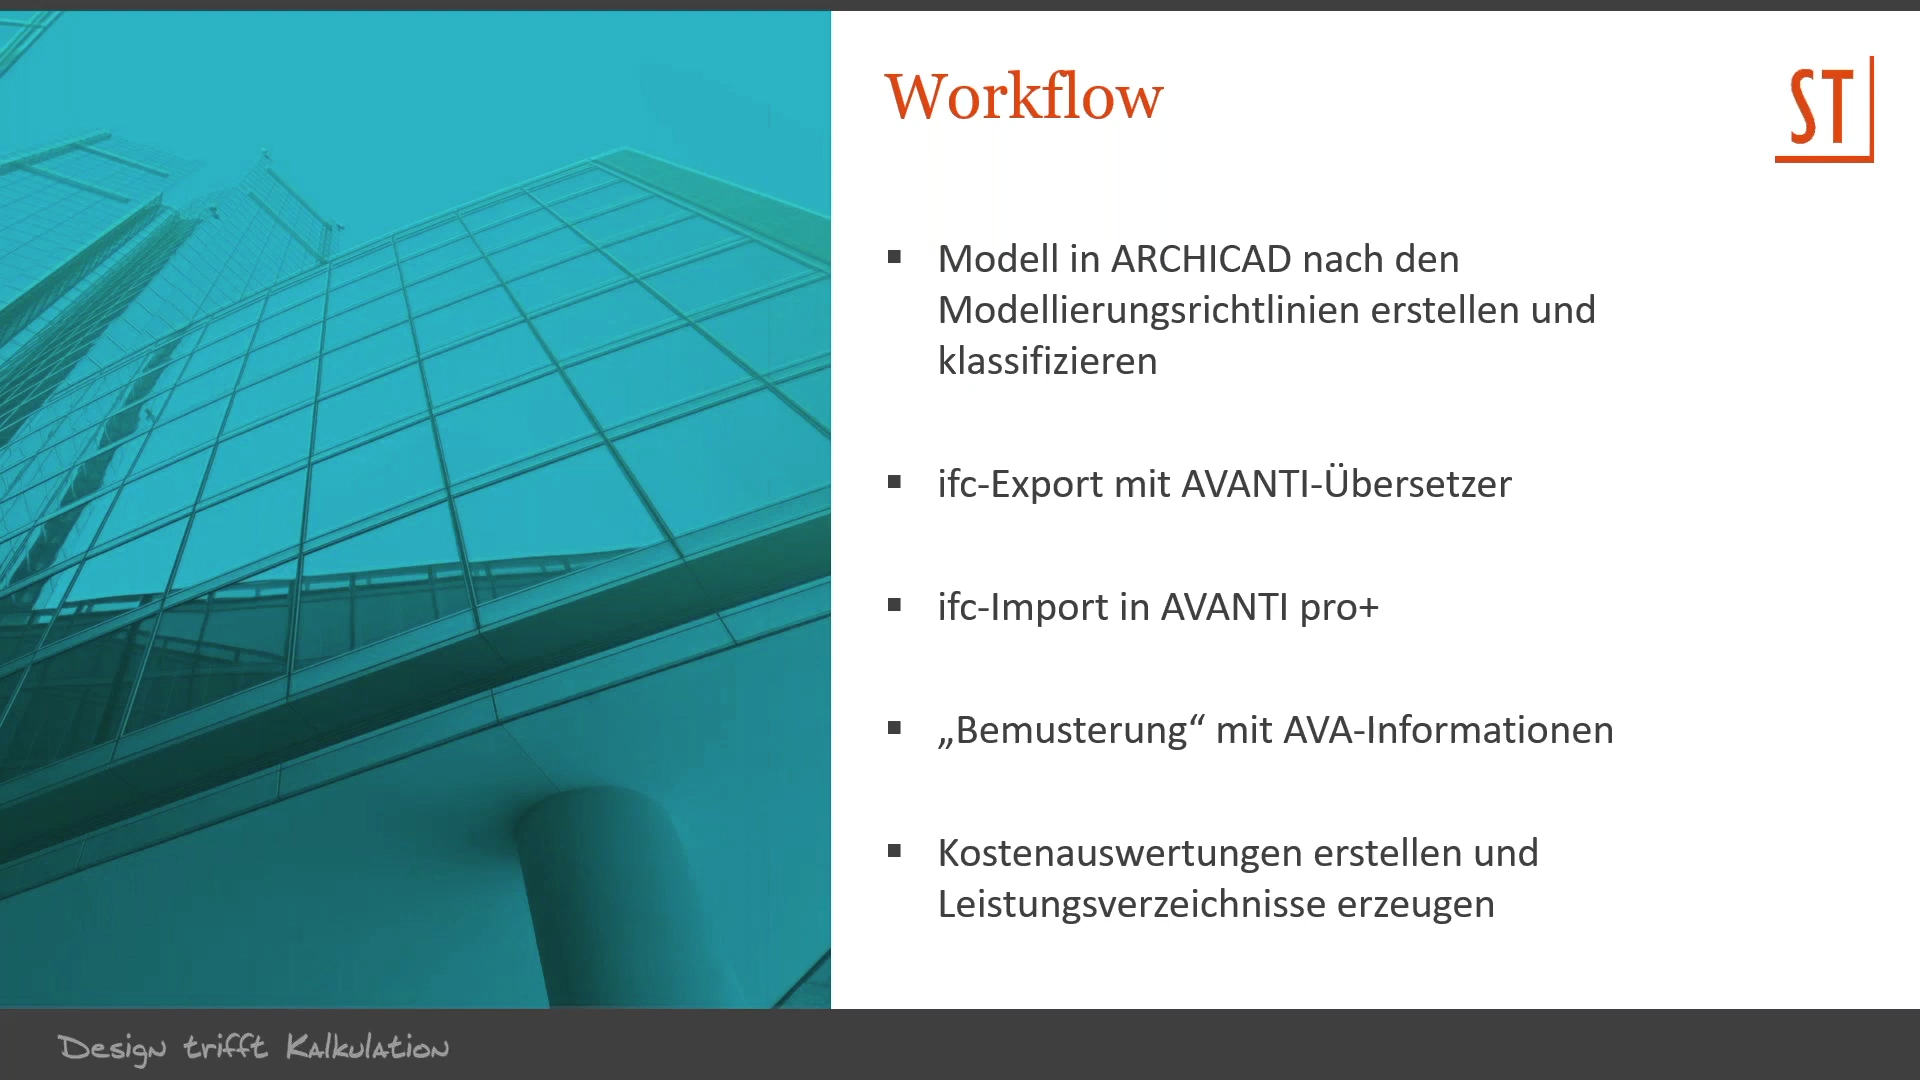 Workflow
ST
▪ Modell in ARCHICAD nach den
Modellierungsrichtlinien erstellen und
klassifizieren
▪ ifc-Export mit AVANTI-Übersetzer
▪ ifc-Import in AVANTI pro+
▪ „Bemusterung“ mit AVA-Informationen
▪ Kostenauswertungen erstellen und
Leistungsverzeichnisse erzeugen
Design trifft Kalkulation